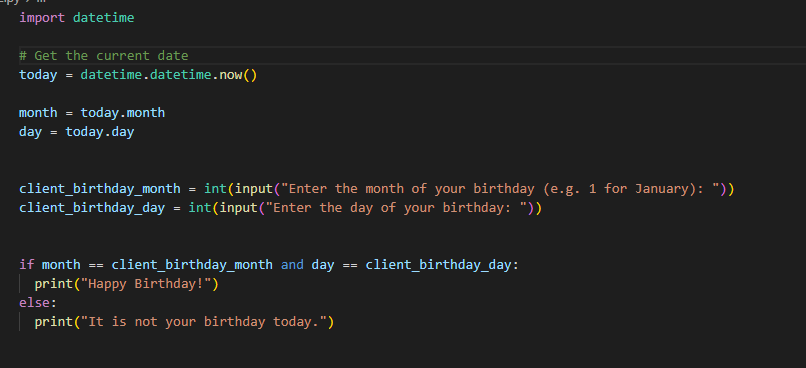 import datetime
# Get the current date
today = datetime.datetime.now()
month = today.month
day = today.day
client_birthday_month = int(input("Enter the month of your birthday (e.g. 1 for January): "))
client_birthday_day = int(input("Enter the day of your birthday: "))
if month == client_birthday_month and day == client_birthday_day:
  print("Happy Birthday!")
else:
  print("It is not your birthday today.")